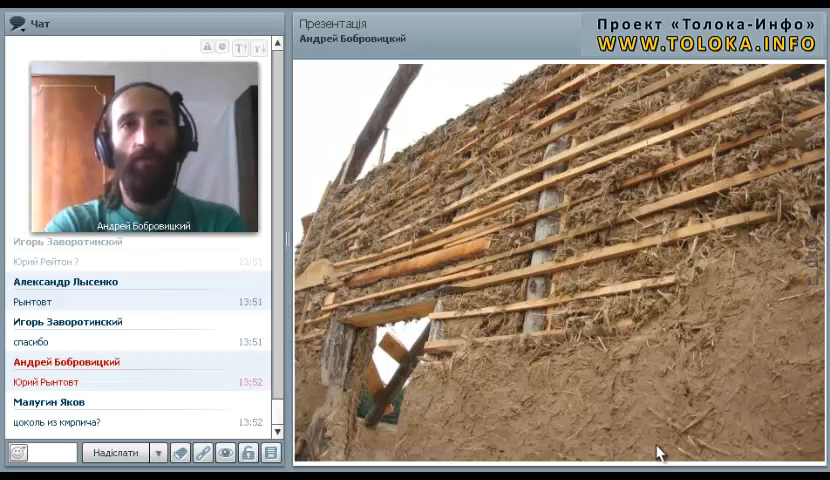 Чат
Презентація
Андрей Бобровицкий
Проект «Толока-Инфо»
WWW.TOLOKA.INFO
Андрей Бобровицкий
Игорь Заворотинский
Юрий Рейтон ? 13:51
Александр Лысенко
Рынтовт 13:51
Игорь Заворотинский
спасибо 13:51
Андрей Бобровицкий
Юрий Рынтовт 13:52
Малугин Яков
цоколь из кмрпича? 13:52
Надіслати